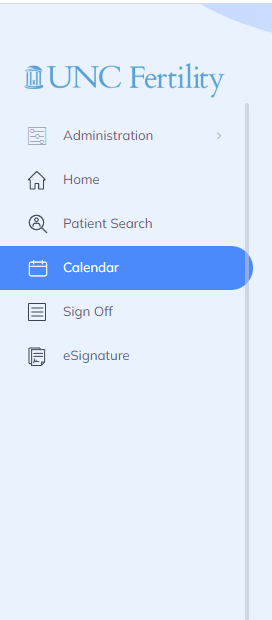 UNC Fertility
Administration
Home
Patient Search
Calendar
Sign Off
eSignature